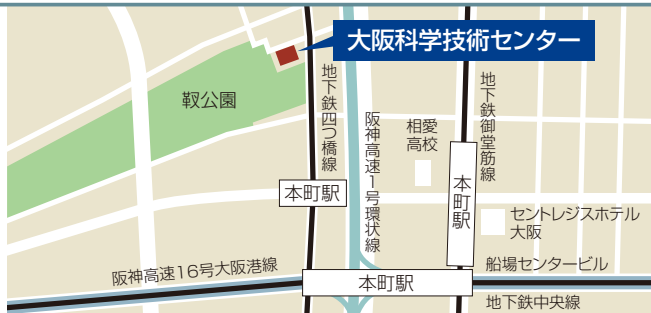 大阪科学技術センター
靱公園
地下鉄四つ橋線
阪神高速1号環状線
相愛
高校
地下鉄御堂筋線
本町駅
本町駅
セントレジスホテル
大阪
阪神高速16号大阪港線
本町駅
船場センタービル
地下鉄中央線